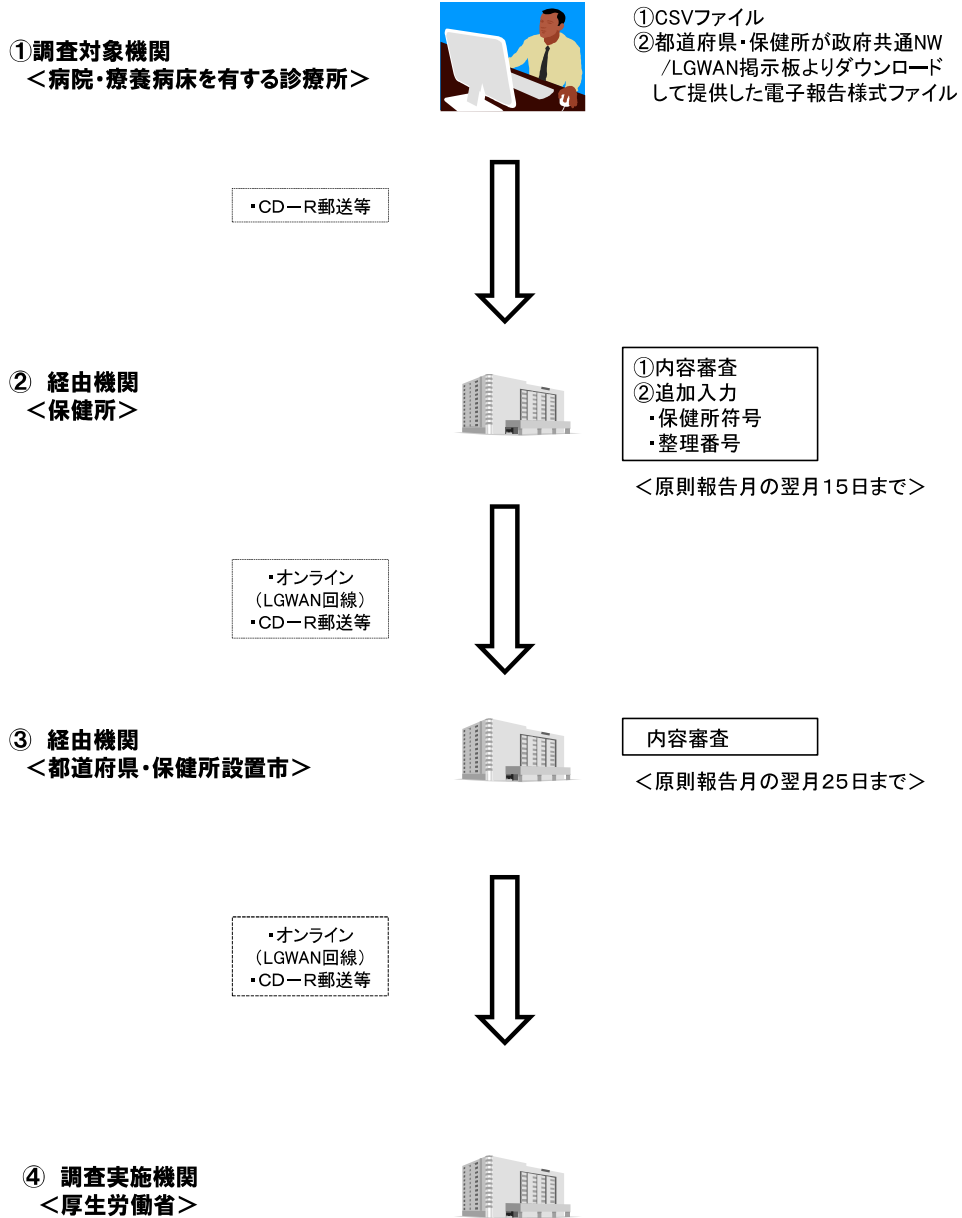 ①調査対象機関
＜病院・療養病床を有する診療所＞
①CSVファイル
②都道府県・保健所が政府共通NW
/LGWAN掲示板よりダウンロード
して提供した電子報告様式ファイル
・CD－R郵送等
② 経由機関
＜保健所＞
①内容審査
②追加入力
・保健所符号
・整理番号
＜原則報告月の翌月15日まで＞
・オンライン
（LGWAN回線）
・CD－R郵送等
③ 経由機関
＜都道府県・保健所設置市＞
内容審査
＜原則報告月の翌月25日まで＞
・オンライン
（LGWAN回線）
・CD－R郵送等
④ 調査実施機関
＜厚生労働省＞